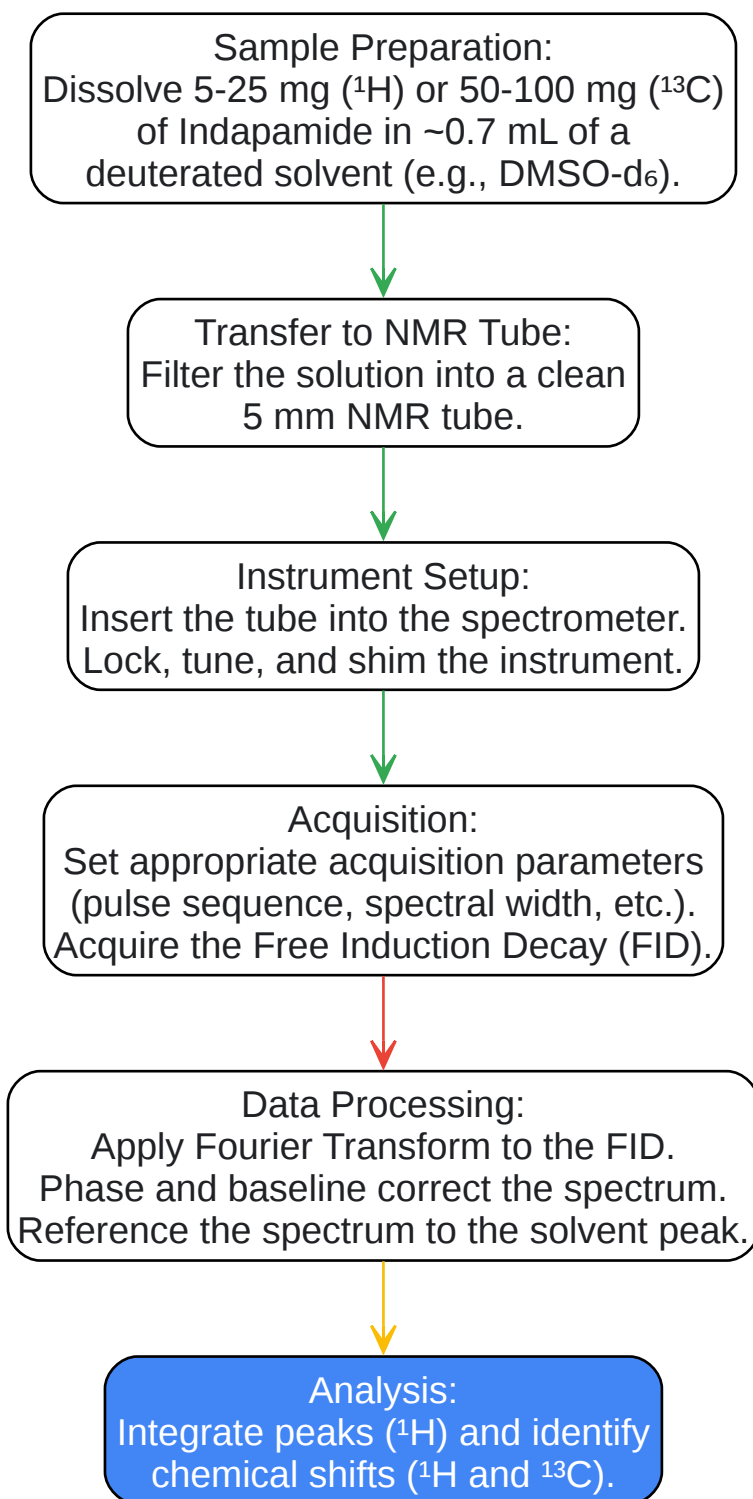 Sample Preparation:
Dissolve 5-25 mg (¹H) or 50-100 mg (¹³C)
of Indapamide in ~0.7 mL of a
deuterated solvent (e.g., DMSO-d₆).
Transfer to NMR Tube:
Filter the solution into a clean
5 mm NMR tube.
Instrument Setup:
Insert the tube into the spectrometer.
Lock, tune, and shim the instrument.
Acquisition:
Set appropriate acquisition parameters
(pulse sequence, spectral width, etc.).
Acquire the Free Induction Decay (FID).
Data Processing:
Apply Fourier Transform to the FID.
Phase and baseline correct the spectrum.
Reference the spectrum to the solvent peak.
Analysis:
Integrate peaks (¹H) and identify
chemical shifts (¹H and ¹³C).